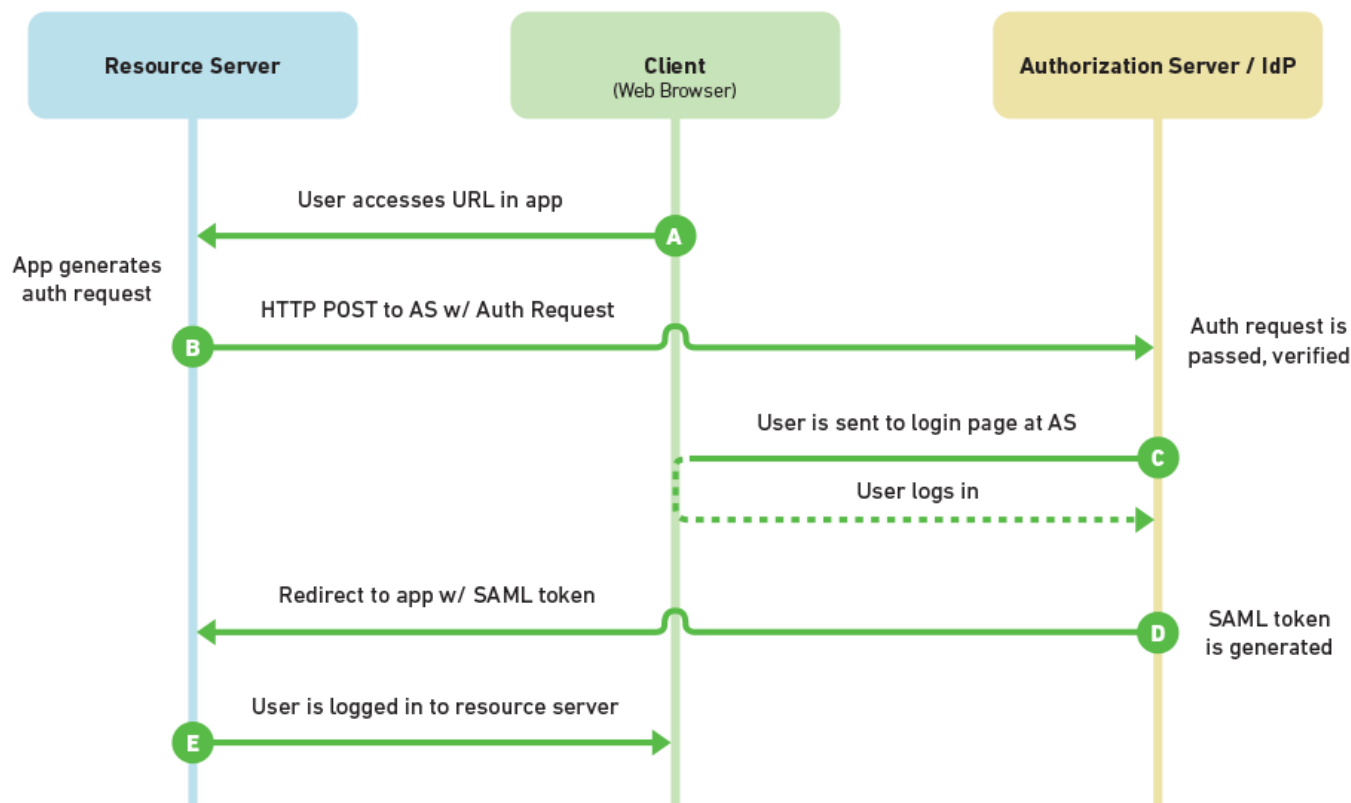 Resource Server
Client
(Web Browser)
Authorization Server / IdP
User accesses URL in app
A
App generates
auth request
HTTP POST to AS w/ Auth Request
B
Auth request is
passed, verified
User is sent to login page at AS
C
User logs in
Redirect to app w/ SAML token
D
SAML token
is generated
User is logged in to resource server
E